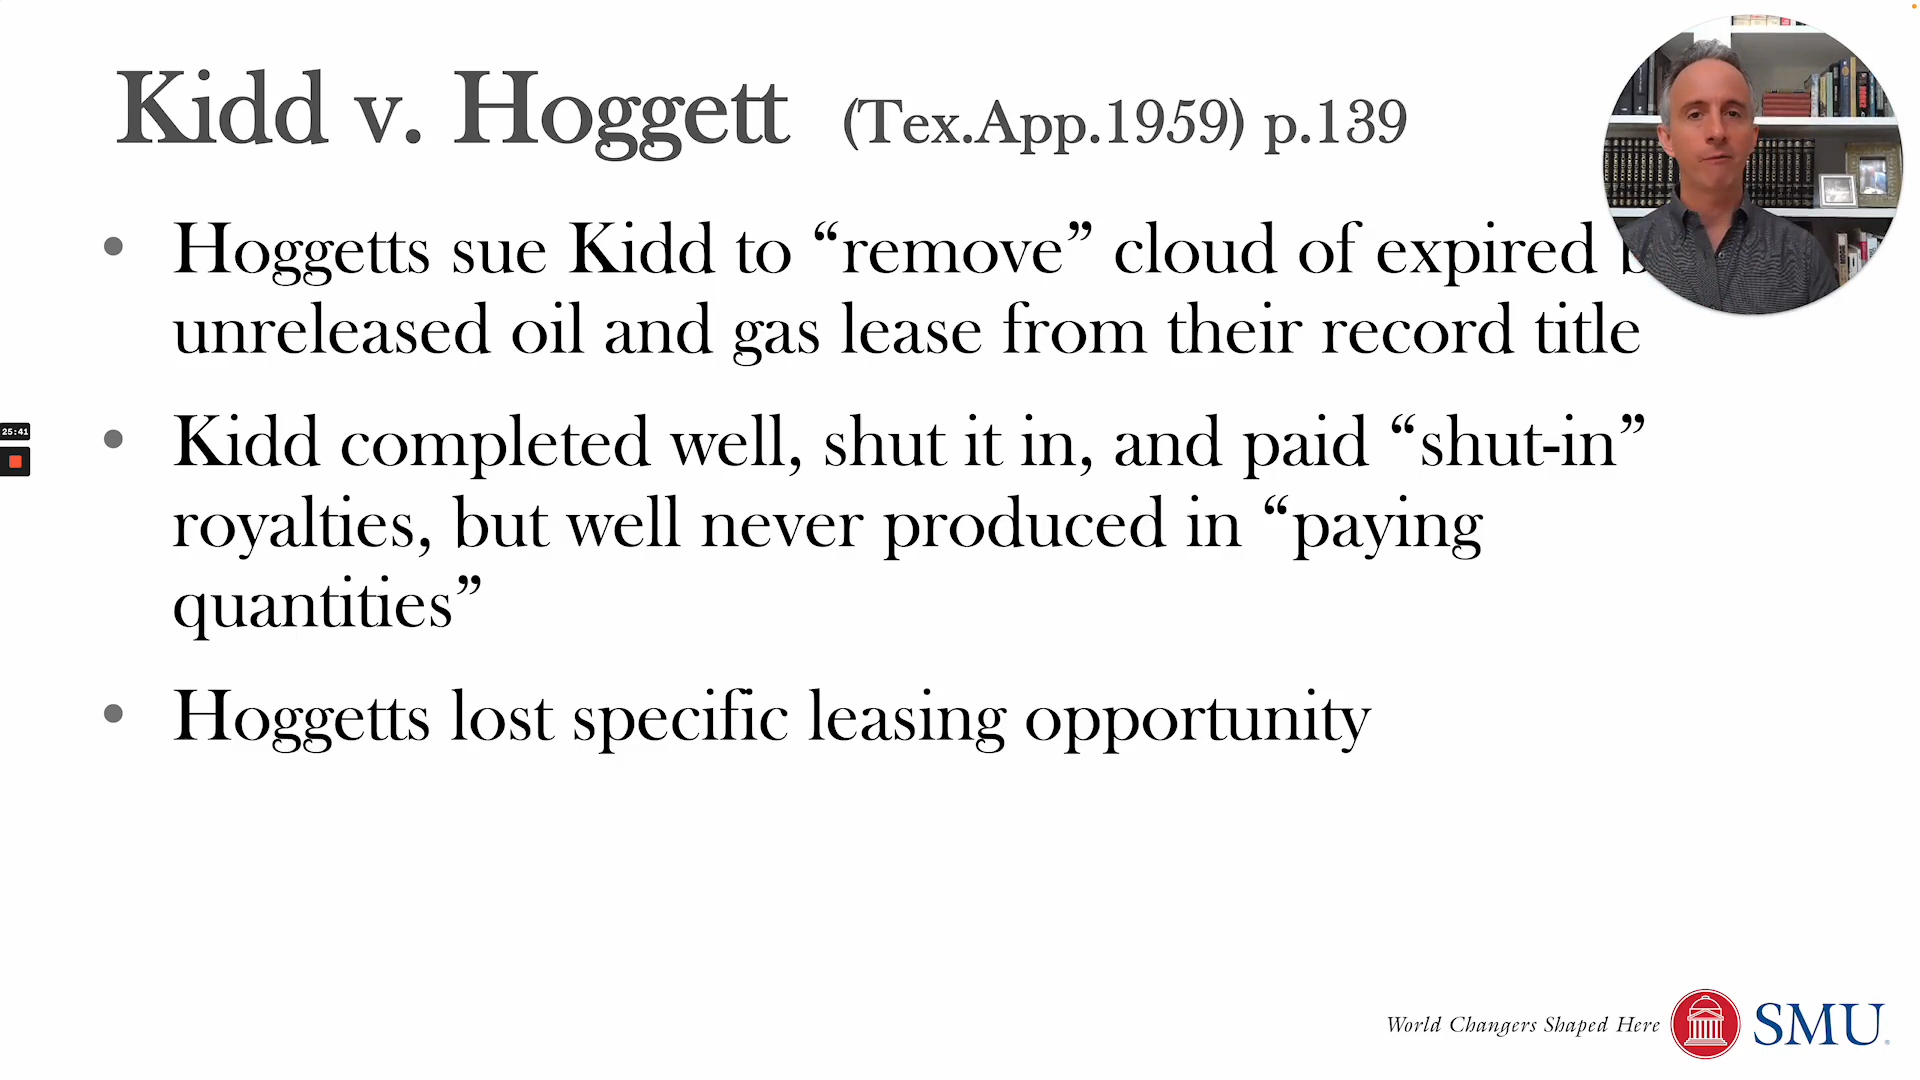 Kidd v. Hoggett (Tex.App.1959) p.139
• Hoggetts sue Kidd to “remove” cloud of expired
unreleased oil and gas lease from their record title
25:41
• Kidd completed well, shut it in, and paid “shut-in”
royalties, but well never produced in “paying
quantities”
• Hoggetts lost specific leasing opportunity
World Changers Shaped Here
SMU